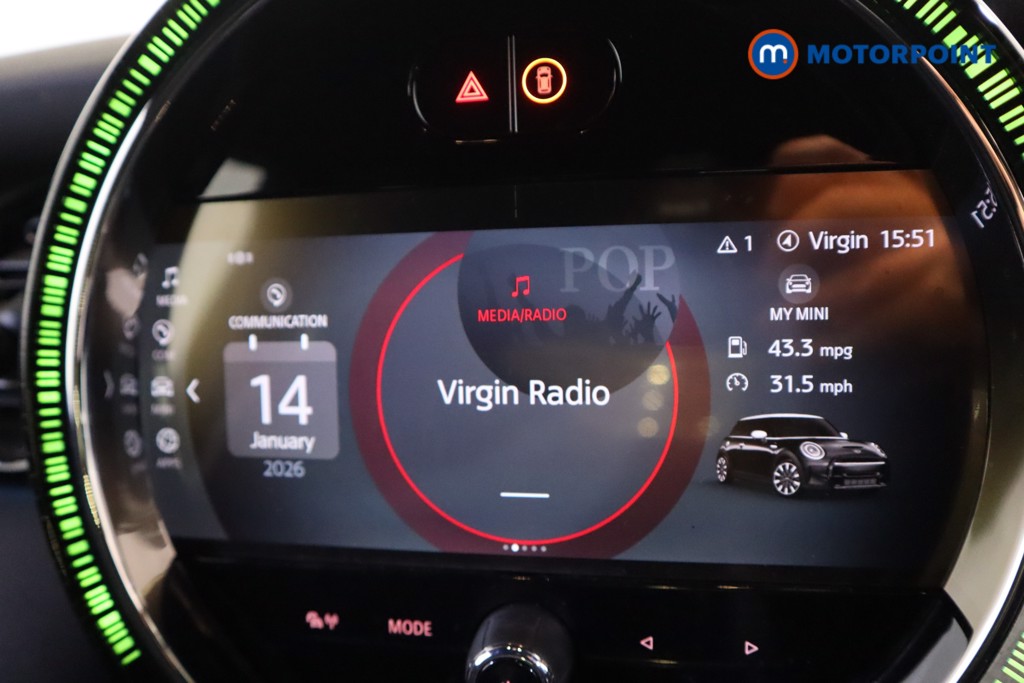 m MOTORPOINT
POP
1 Virgin 15:51
MEDIA/RADIO
COMMUNICATION
MY MINI
14
January
2026
Virgin Radio
43.3 mpg
31.5 mph
MEDIA
MODE